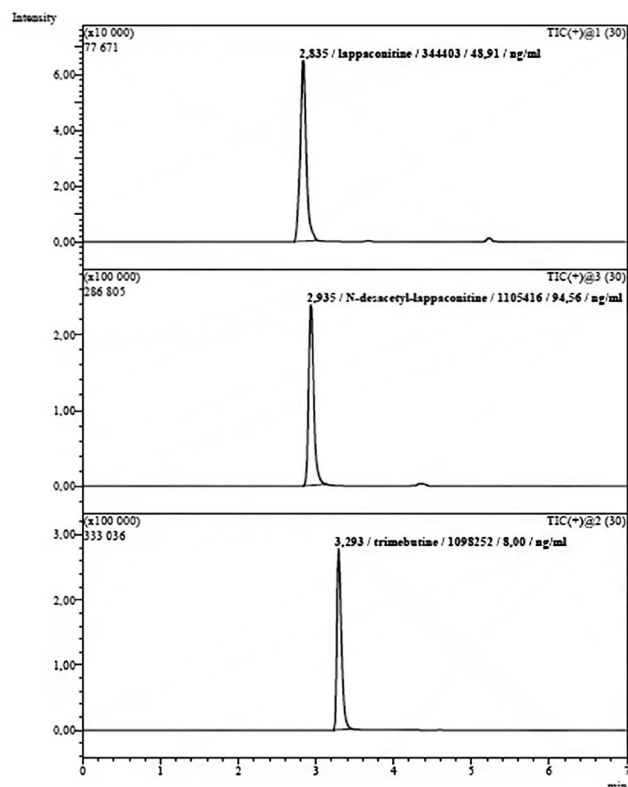 Intensity
(x10 000)
TIC(+)@1 (30)
77 671
2,835 / lappaconitine / 344403 / 48,91 / ng/ml
6,00
4,00
2,00
0,00
(x100 000)
TIC(+)@3 (30)
286 805
2,935 / N-desacetyl-lappaconitine / 1105416 / 94,56 / ng/ml
2,00
1,00
0,00
(x100 000)
TIC(+)@2 (30)
333 036
3,293 / trimebutine / 1098252 / 8,00 / ng/ml
3,00
2,00
1,00
0,00
0 1 2 3 4 5 6 7
min